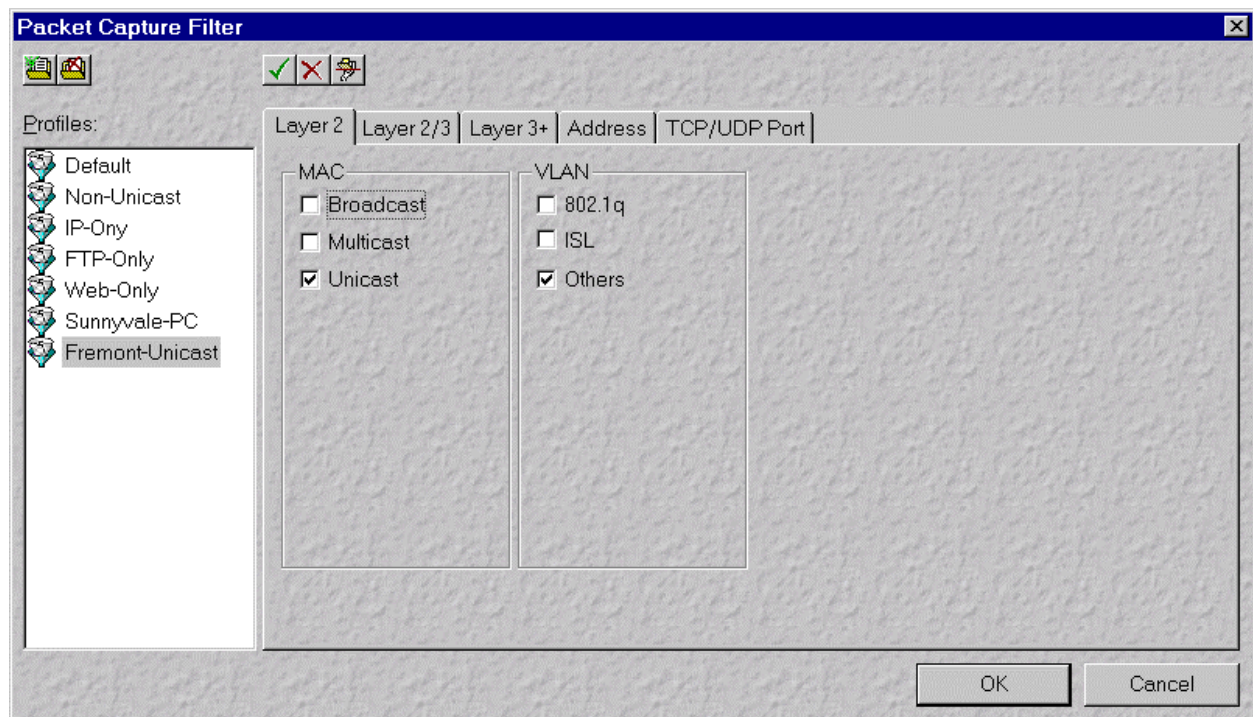 Packet Capture Filter
Profiles:
Default
Non-Unicast
IP-Ony
FTP-Only
Web-Only
Sunnyvale-PC
Fremont-Unicast
Layer 2 Layer 2/3 Layer 3+ Address TCP/UDP Port
MAC
Broadcast
Multicast
Unicast
VLAN
802.1q
ISL
Others
OK Cancel